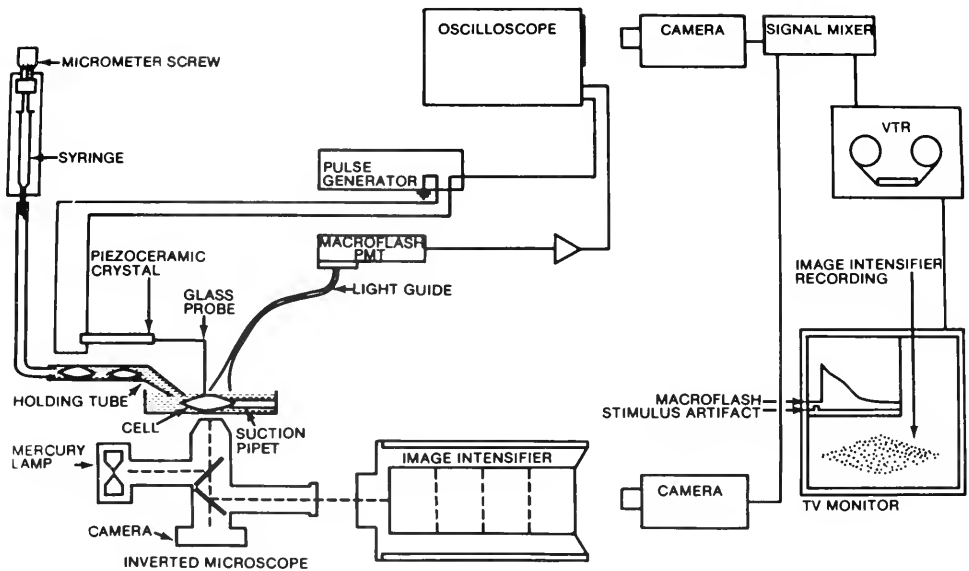 OSCILLOSCOPE
CAMERA
SIGNAL MIXER
MICROMETER SCREW
SYRINGE
VTR
PULSE
GENERATOR
MACROFLASH
PMT
PIEZOCERAMIC
CRYSTAL
GLASS
PROBE
LIGHT GUIDE
IMAGE INTENSIFIER
RECORDING
HOLDING TUBE
CELL
SUCTION
PIPET
MACROFLASH
STIMULUS ARTIFACT
MERCURY
LAMP
IMAGE INTENSIFIER
CAMERA
CAMERA
TV MONITOR
INVERTED MICROSCOPE